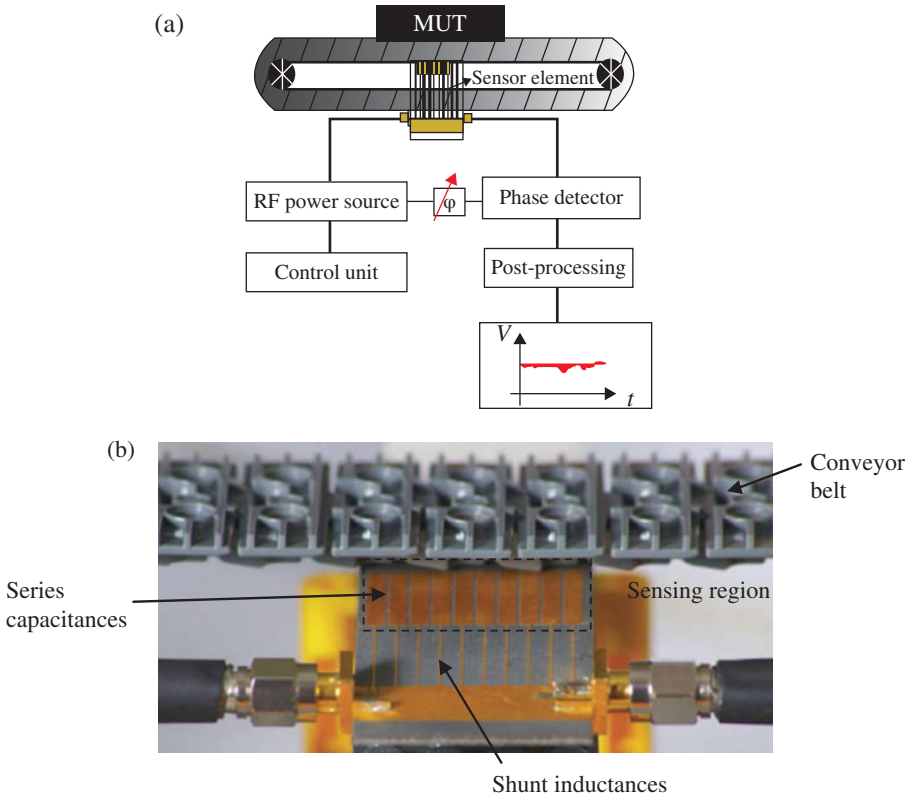 (a)
MUT
Sensor element
RF power source
φ
Phase detector
Control unit
Post-processing
V
t
(b)
Conveyor
belt
Series
capacitances
Sensing region
Shunt inductances